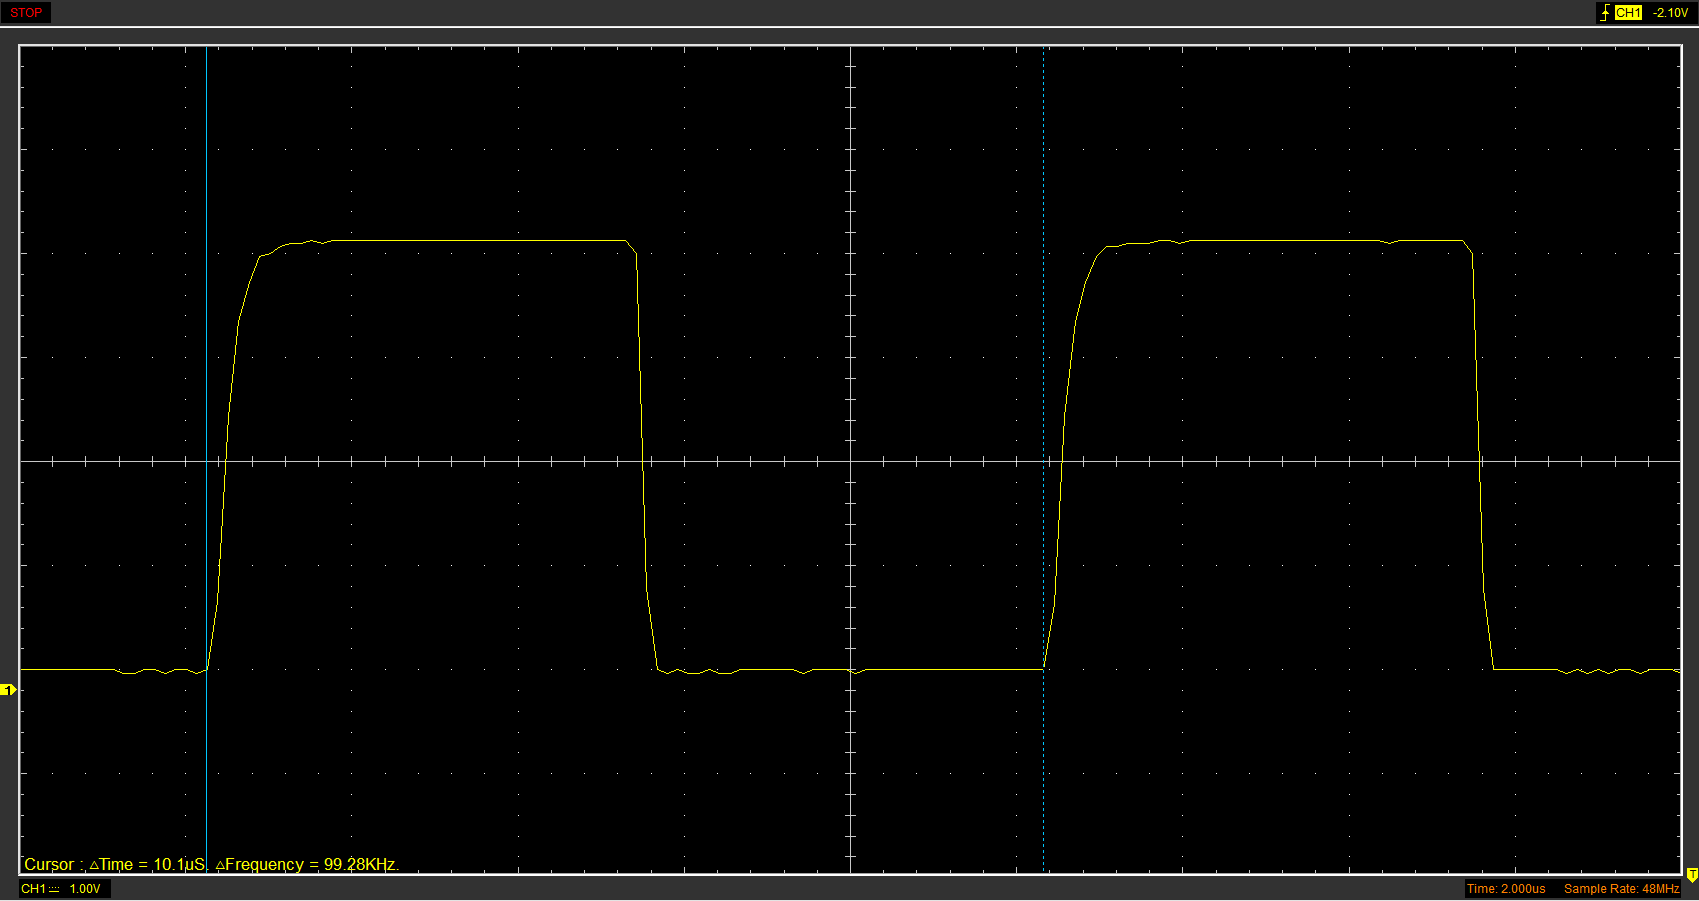 STOP
CH1 -2.10V
1
Cursor : △Time = 10.1uS, △Frequency = 99.28KHz.
T
CH1 1.00V
Time: 2.000us Sample Rate: 48MHz